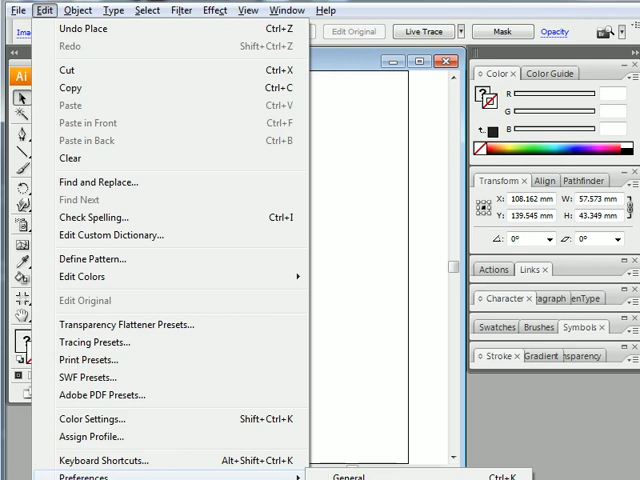 File Edit Object Type Select Filter Effect View Window Help
Edit Original Live Trace Mask Opacity
Undo Place Ctrl+Z
Redo Shift+Ctrl+Z
Cut Ctrl+X
Copy Ctrl+C
Paste Ctrl+V
Paste in Front Ctrl+F
Paste in Back Ctrl+B
Clear
Find and Replace...
Find Next
Check Spelling... Ctrl+I
Edit Custom Dictionary...
Define Pattern...
Edit Colors
Edit Original
Transparency Flattener Presets...
Tracing Presets...
Print Presets...
SWF Presets...
Adobe PDF Presets...
Color Settings... Shift+Ctrl+K
Assign Profile...
Keyboard Shortcuts... Alt+Shift+Ctrl+K
Preferences
General... Ctrl+K
Ai
Color × Color Guide
R
G
B
Transform × Align Pathfinder
X: 108.162 mm W: 57.573 mm
Y: 139.545 mm H: 43.349 mm
0° 0°
Actions Links ×
Character × aragraph enType
Swatches Brushes Symbols ×
Stroke × Gradient nsparency